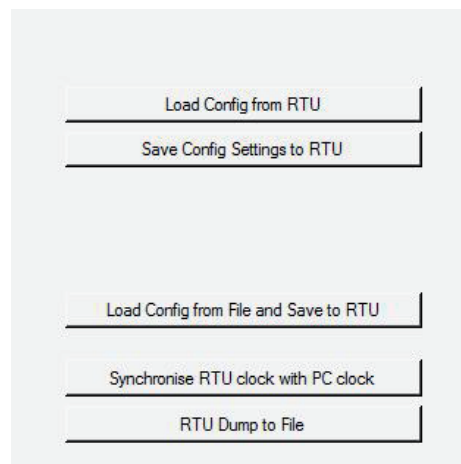 Load Config from RTU
Save Config Settings to RTU
Load Config from File and Save to RTU
Synchronise RTU clock with PC clock
RTU Dump to File